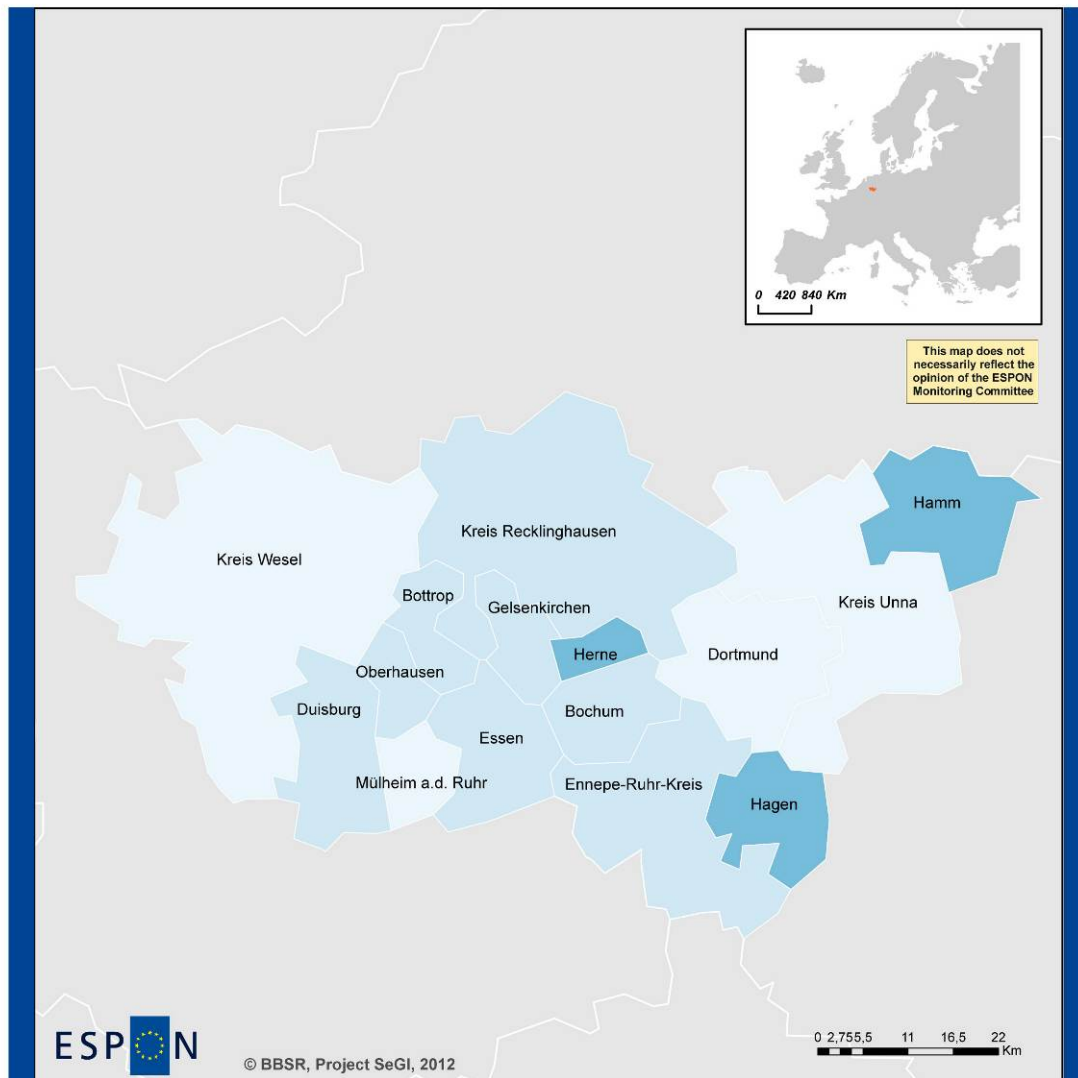 0 420 840 Km
This map does not
necessarily reflect the
opinion of the ESPON
Monitoring Committee
Hamm
Kreis Recklinghausen
Kreis Wesel
Bottrop
Kreis Unna
Gelsenkirchen
Herne
Dortmund
Oberhausen
Duisburg
Bochum
Essen
Mülheim a.d. Ruhr
Ennepe-Ruhr-Kreis
Hagen
ESPON
© BBSR, Project SeGI, 2012
0 2,755,5 11 16,5 22
Km